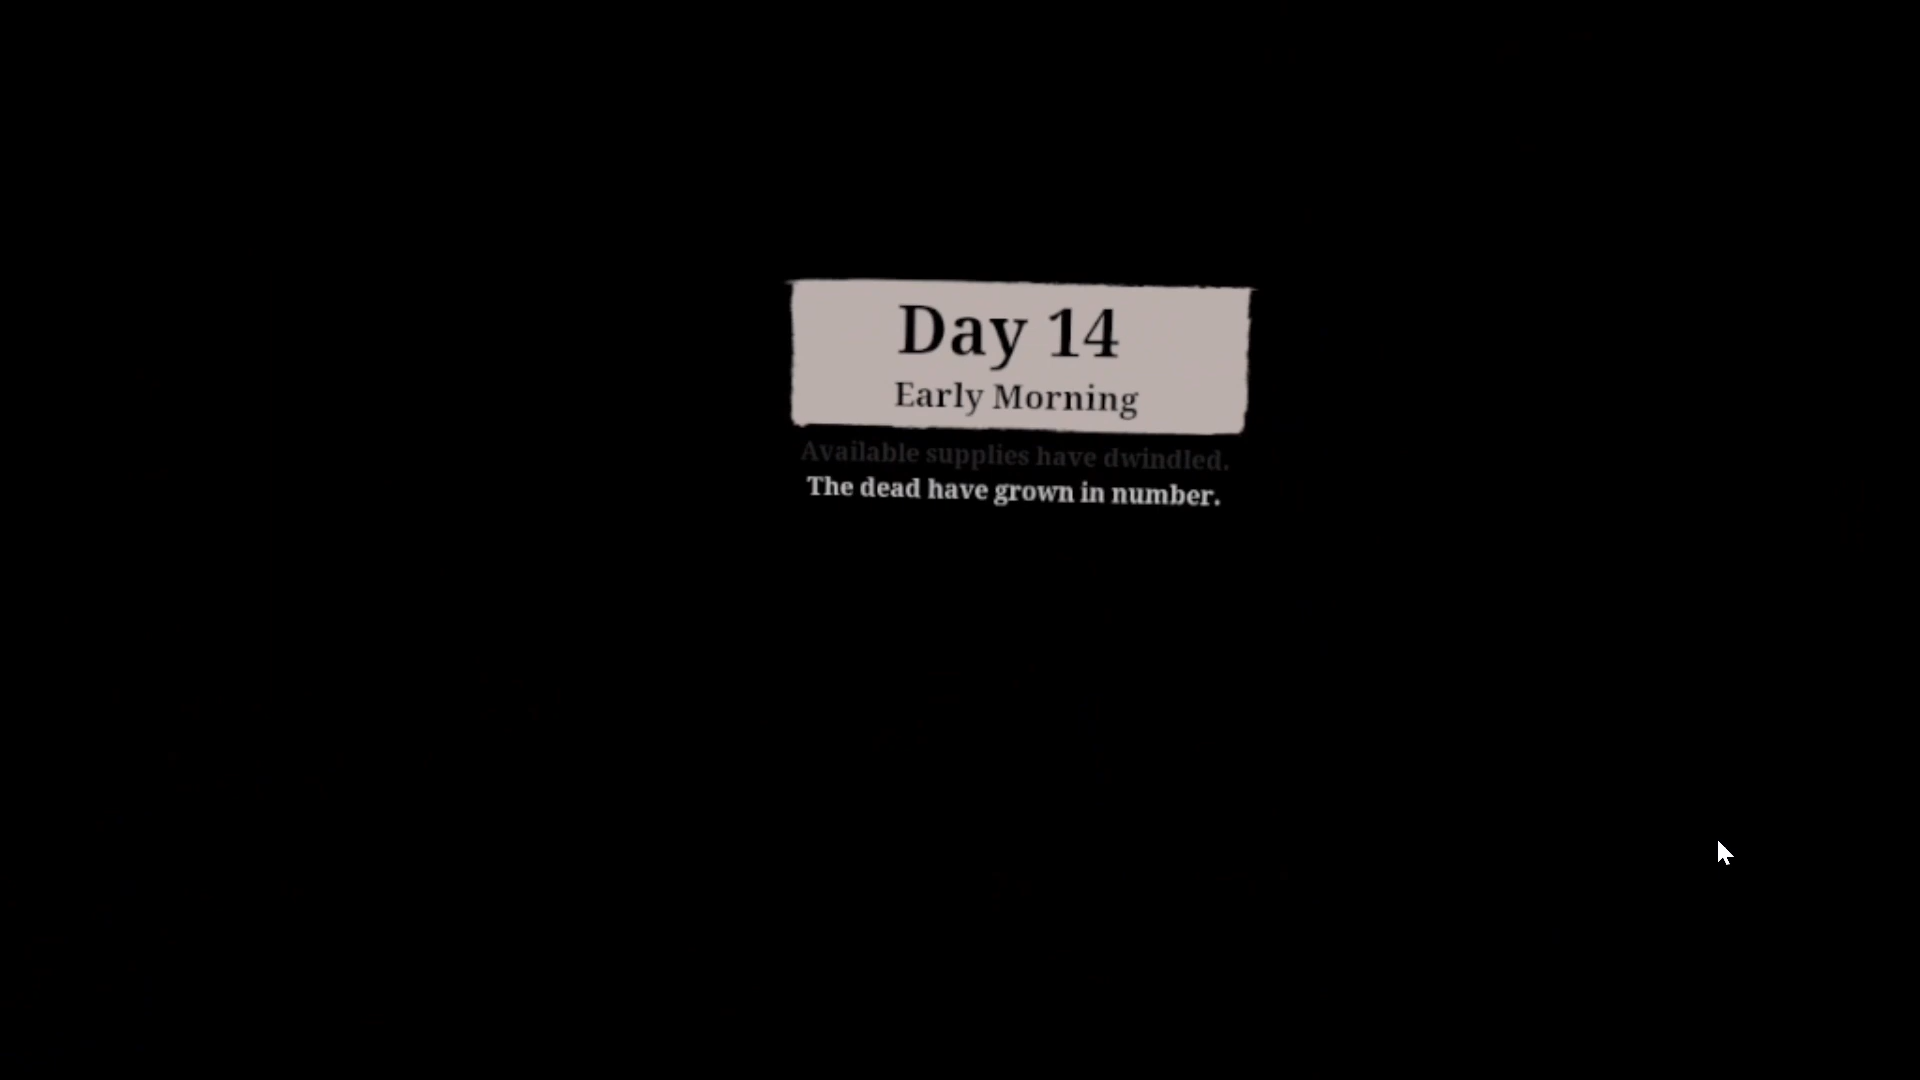 Day 14
Early Morning
Available supplies have dwindled.
The dead have grown in number.